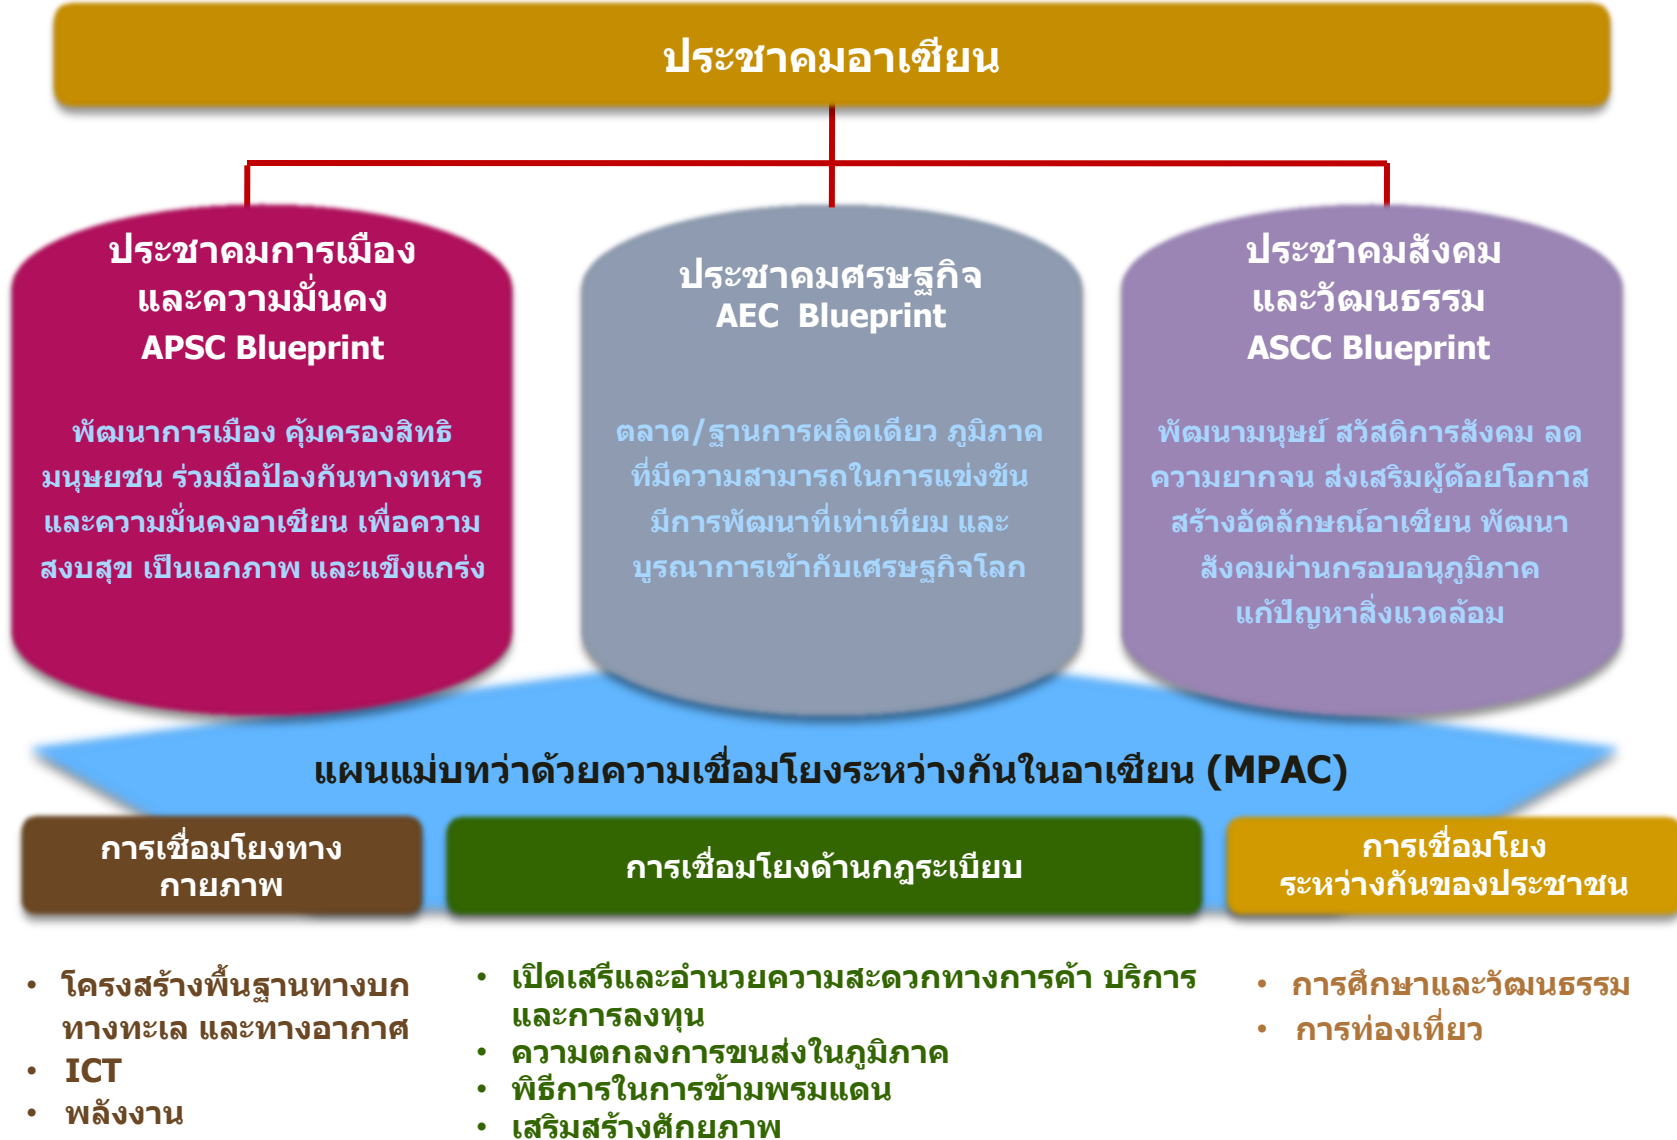 ประชาคมอาเซียน
ประชาคมการเมือง
และความมั่นคง
APSC Blueprint
พัฒนาการเมือง คุ้มครองสิทธิ
มนุษยชน ร่วมมือป้องกันทางทหาร
และความมั่นคงอาเซียน เพื่อความ
สงบสุข เป็นเอกภาพ และแข็งแกร่ง
ประชาคมศรษฐกิจ
AEC Blueprint
ตลาด/ฐานการผลิตเดียว ภูมิภาค
ที่มีความสามารถในการแข่งขัน
มีการพัฒนาที่เท่าเทียม และ
บูรณาการเข้ากับเศรษฐกิจโลก
ประชาคมสังคม
และวัฒนธรรม
ASCC Blueprint
พัฒนามนุษย์ สวัสดิการสังคม ลด
ความยากจน ส่งเสริมผู้ด้อยโอกาส
สร้างอัตลักษณ์อาเซียน พัฒนา
สังคมผ่านกรอบอนุภูมิภาค
แก้ปัญหาสิ่งแวดล้อม
แผนแม่บทว่าด้วยความเชื่อมโยงระหว่างกันในอาเซียน (MPAC)
การเชื่อมโยงทาง
กายภาพ
การเชื่อมโยงด้านกฎระเบียบ
การเชื่อมโยง
ระหว่างกันของประชาชน
• โครงสร้างพื้นฐานทางบก
ทางทะเล และทางอากาศ
• ICT
• พลังงาน
• เปิดเสรีและอำนวยความสะดวกทางการค้า บริการ
และการลงทุน
• ความตกลงการขนส่งในภูมิภาค
• พิธีการในการข้ามพรมแดน
• เสริมสร้างศักยภาพ
• การศึกษาและวัฒนธรรม
• การท่องเที่ยว